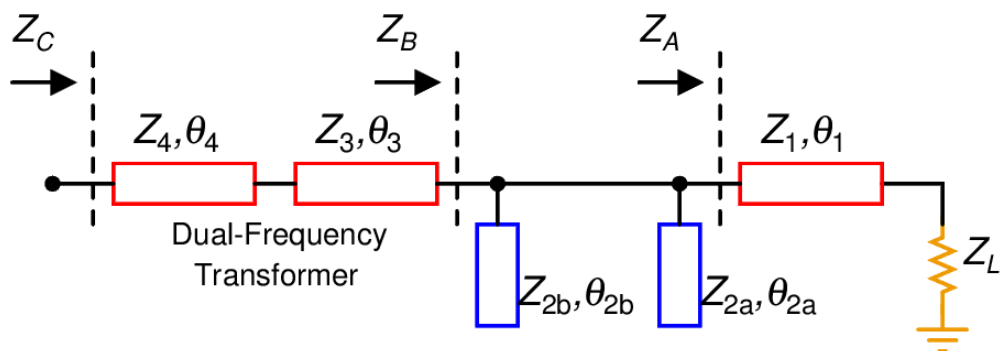 Z_C
Z_B
Z_A
Z_4,θ_4
Z_3,θ_3
Z_1,θ_1
Dual-Frequency
Transformer
Z_2b,θ_2b
Z_2a,θ_2a
Z_L